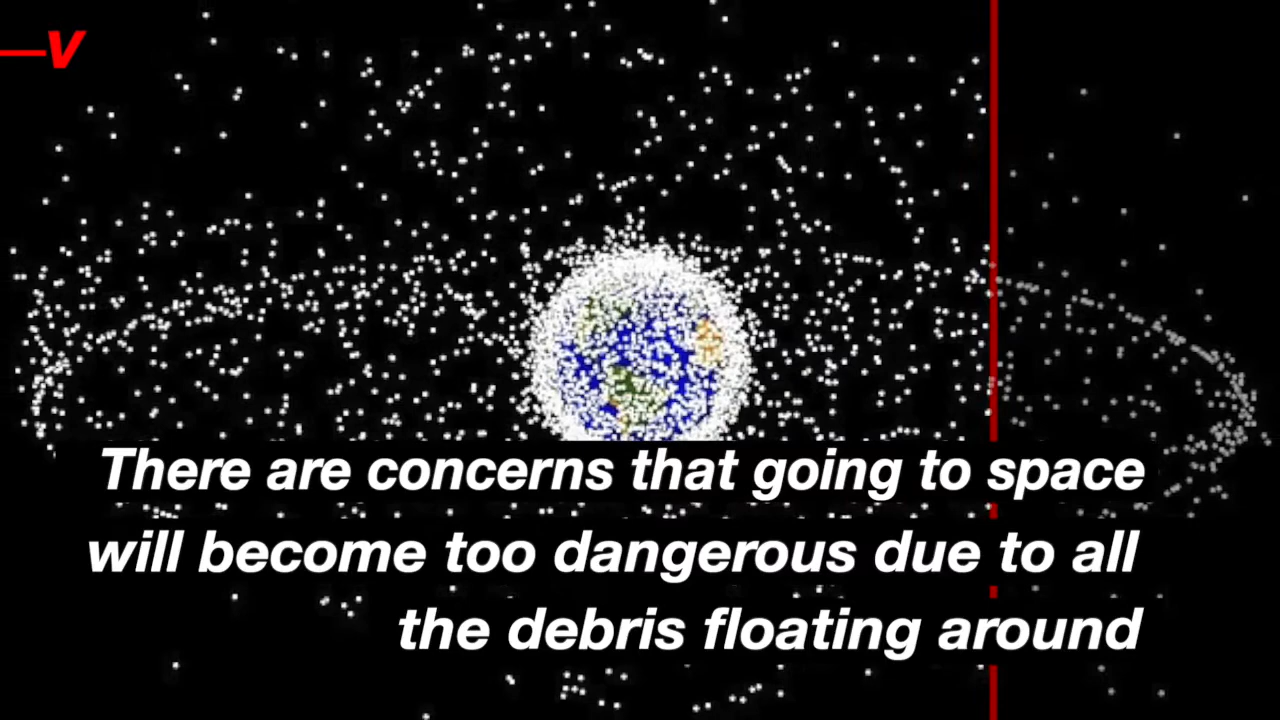 V
There are concerns that going to space
will become too dangerous due to all
the debris floating around